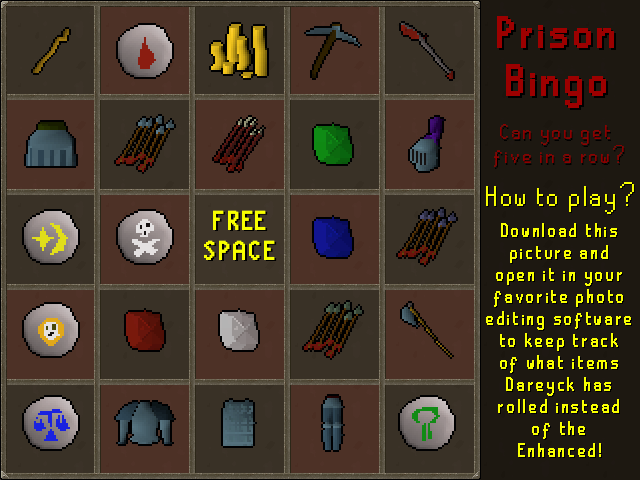 Prison
Bingo
Can you get
five in a row?
How to play?
Download this
picture and
open it in your
favorite photo
editing software
to keep track
of what items
Dareyck has
rolled instead
of the
Enhanced!
FREE
SPACE